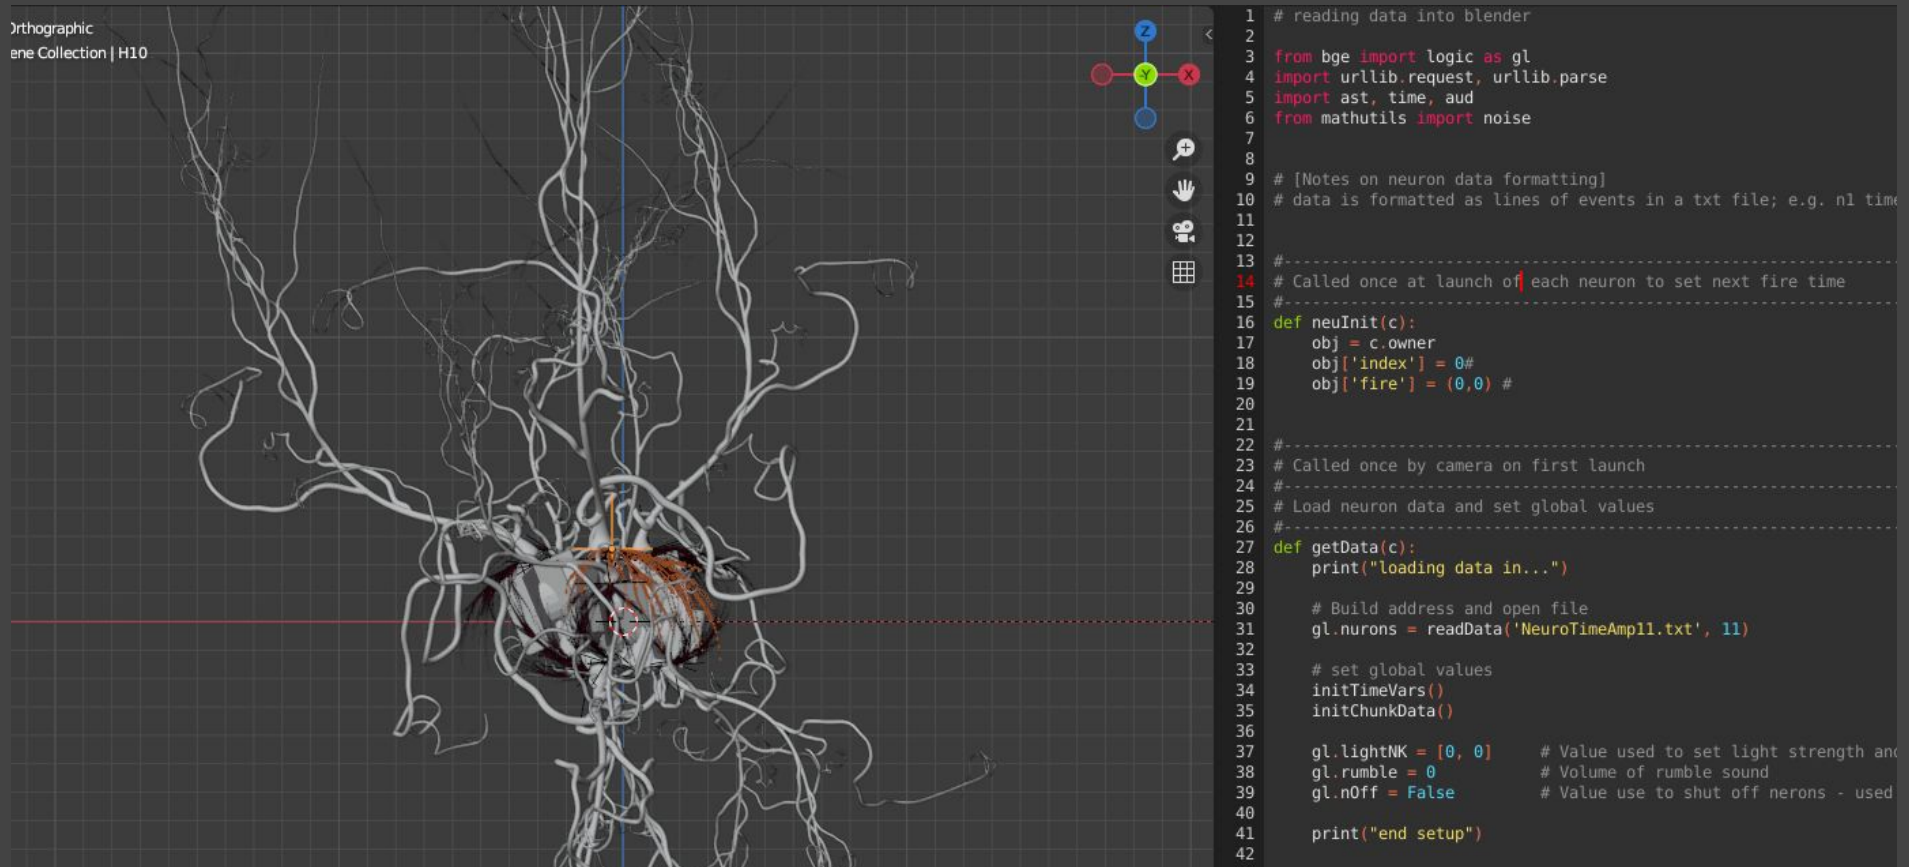 Orthographic
ene Collection | H10
Z
-Y
X
1 # reading data into blender
2
3 from bge import logic as gl
4 import urllib.request, urllib.parse
5 import ast, time, aud
6 from mathutils import noise
7
8
9 # [Notes on neuron data formatting]
10 # data is formatted as lines of events in a txt file; e.g. n1 time
11
12
13 #----------------------------------------------------------------
14 # Called once at launch of each neuron to set next fire time
15 #----------------------------------------------------------------
16 def neuInit(c):
17     obj = c.owner
18     obj['index'] = 0#
19     obj['fire'] = (0,0) #
20
21
22 #----------------------------------------------------------------
23 # Called once by camera on first launch
24 #----------------------------------------------------------------
25 # Load neuron data and set global values
26 #----------------------------------------------------------------
27 def getData(c):
28     print("loading data in...")
29
30     # Build address and open file
31     gl.nurons = readData('NeuroTimeAmp11.txt', 11)
32
33     # set global values
34     initTimeVars()
35     initChunkData()
36
37     gl.lightNK = [0, 0]     # Value used to set light strength and
38     gl.rumble = 0           # Volume of rumble sound
39     gl.nOff = False         # Value use to shut off nerons - used
40
41     print("end setup")
42